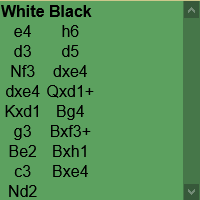 White Black
e4 h6
d3 d5
Nf3 dxe4
dxe4 Qxd1+
Kxd1 Bg4
g3 Bxf3+
Be2 Bxh1
c3 Bxe4
Nd2